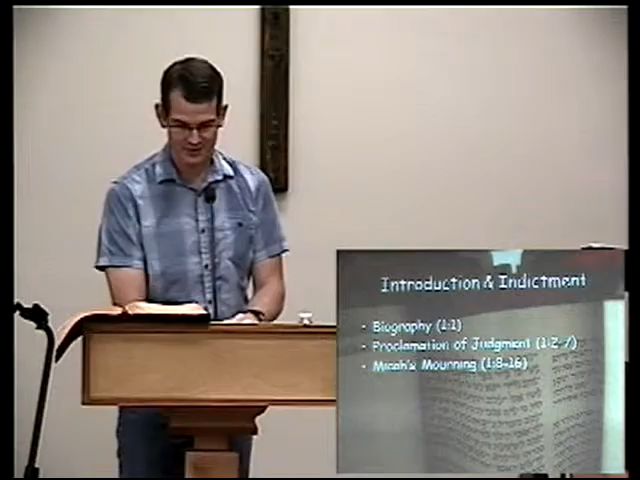 Introduction & Indictment
- Biography (1:1)
- Proclamation of Judgment (1:2-7)
- Micah's Mourning (1:8-16)